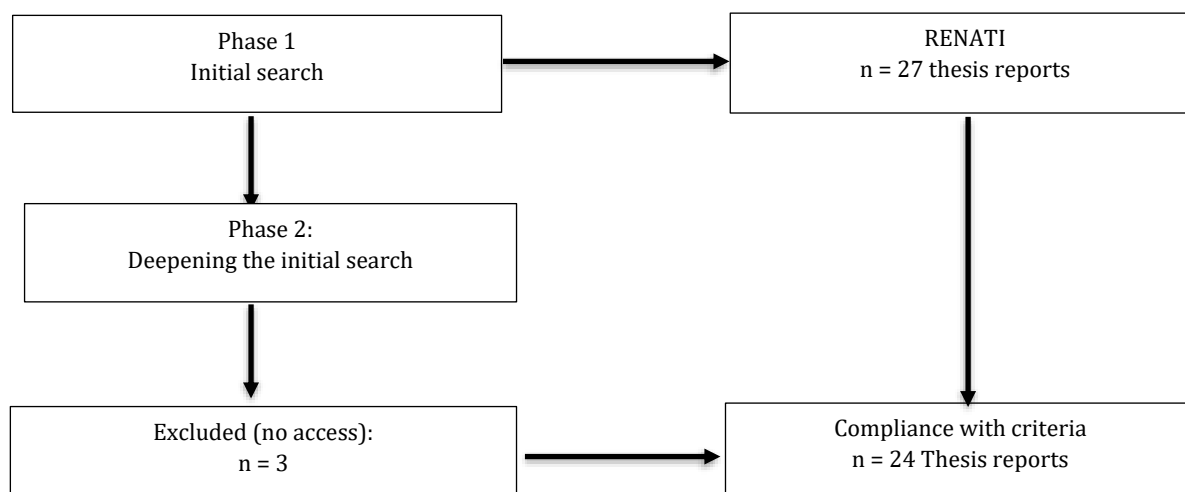 Phase 1
Initial search
RENATI
n = 27 thesis reports
Phase 2:
Deepening the initial search
Excluded (no access):
n = 3
Compliance with criteria
n = 24 Thesis reports